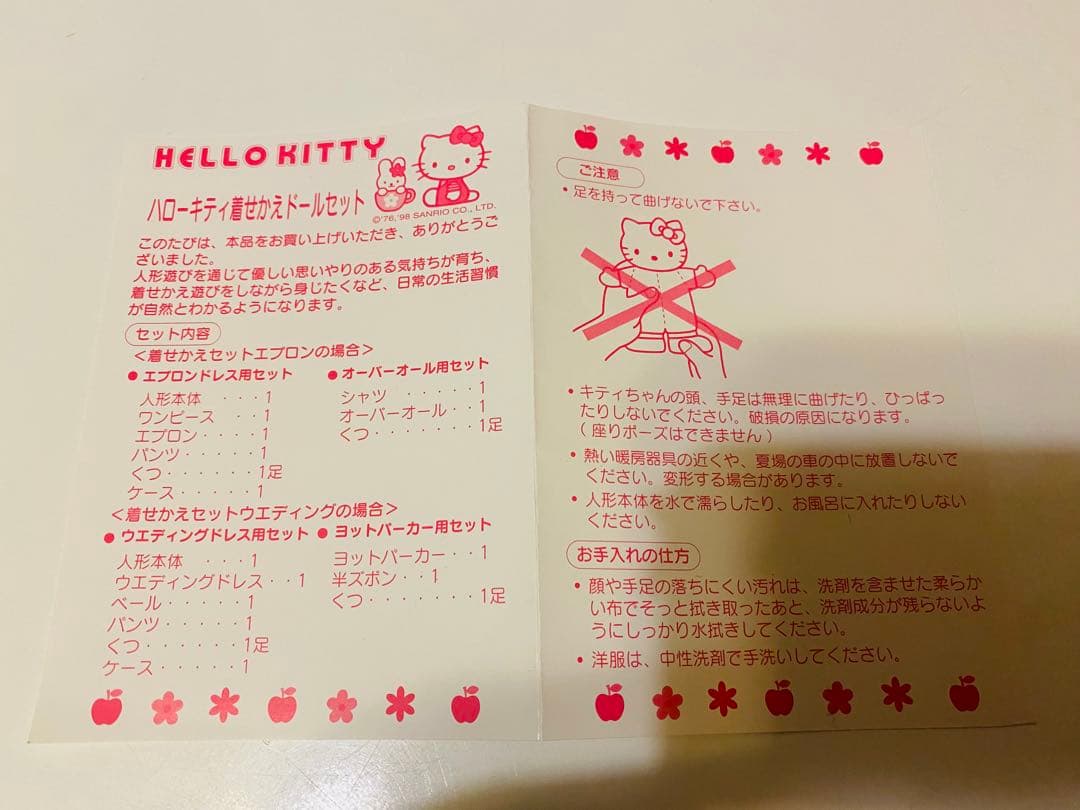 HELLO KITTY
ハローキティ着せかえドールセット
©'76,'98 SANRIO CO., LTD.
このたびは、本品をお買い上げいただき、ありがとうご
ざいました。
人形遊びを通じて優しい思いやりのある気持ちが育ち、
着せかえ遊びをしながら身じたくなど、日常の生活習慣
が自然とわかるようになります。
セット内容
<着せかえセットエプロンの場合>
●エプロンドレス用セット
人形本体 ・・・1
ワンピース ・・1
エプロン・・・・1
パンツ・・・・・1
くつ・・・・・・1足
ケース・・・・・1
●オーバーオール用セット
シャツ ・・・・・1
オーバーオール・・1
くつ・・・・・・・1足
<着せかえセットウエディングの場合>
●ウエディングドレス用セット
人形本体 ・・・1
ウエディングドレス・・1
ベール・・・・・1
パンツ・・・・・1
くつ・・・・・・1足
ケース・・・・・1
●ヨットパーカー用セット
ヨットパーカー・・1
半ズボン・・1
くつ・・・・・・・1足
ご注意
・足を持って曲げないで下さい。
・キティちゃんの頭、手足は無理に曲げたり、ひっぱっ
たりしないでください。破損の原因になります。
(座りポーズはできません)
・熱い暖房器具の近くや、夏場の車の中に放置しないで
ください。変形する場合があります。
・人形本体を水で濡らしたり、お風呂に入れたりしない
ください。
お手入れの仕方
・顔や手足の落ちにくい汚れは、洗剤を含ませた柔らか
い布でそっと拭き取ったあと、洗剤成分が残らないよ
うにしっかり水拭きしてください。
・洋服は、中性洗剤で手洗いしてください。